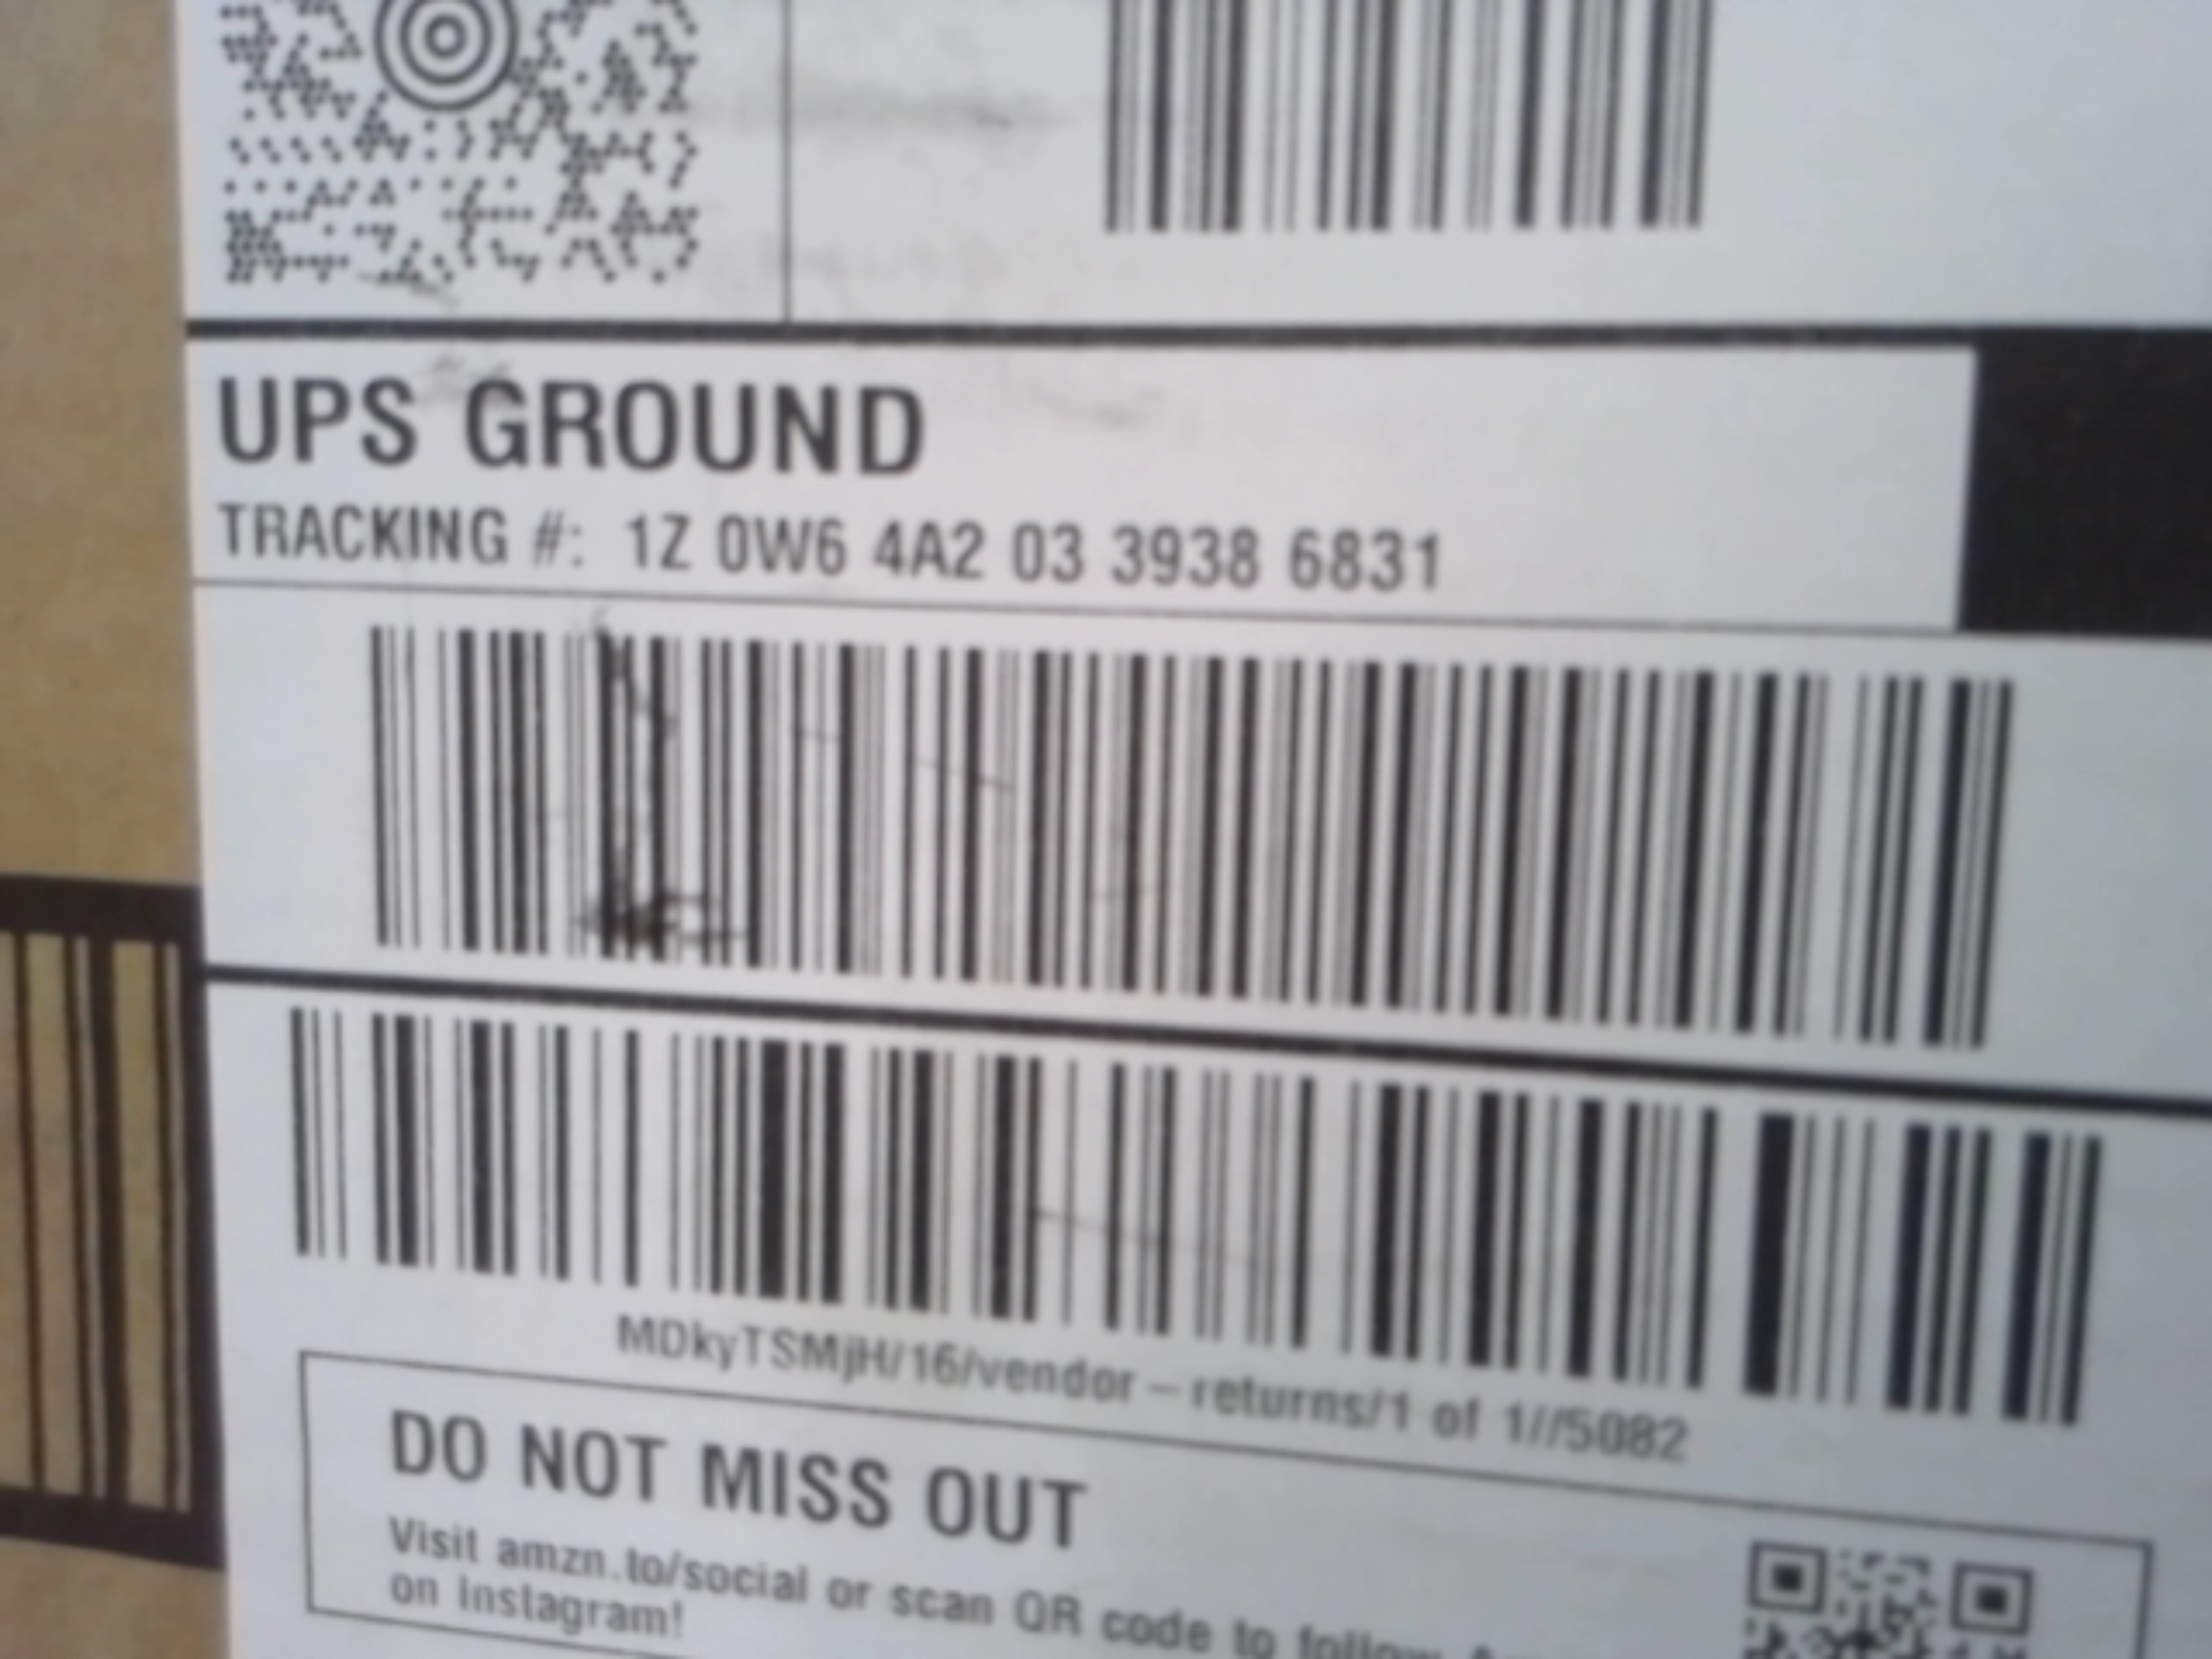 UPS GROUND
TRACKING #: 1Z 0W6 4A2 03 3938 6831
MDkyTSMjH/16/vendor – returns/1 of 1//5082
DO NOT MISS OUT
Visit amzn.to/social or scan QR code to follow
on Instagram!